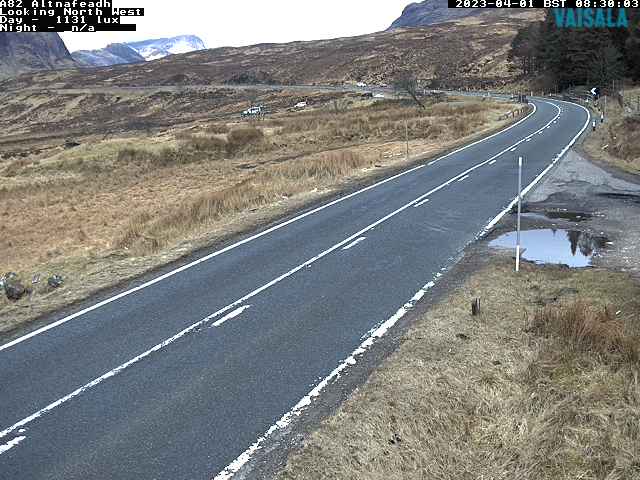 A82 Altnafeadh
Looking North West
Day - 1131 lux
Night - n/a
2023-04-01 BST 08:30:03
VAISALA